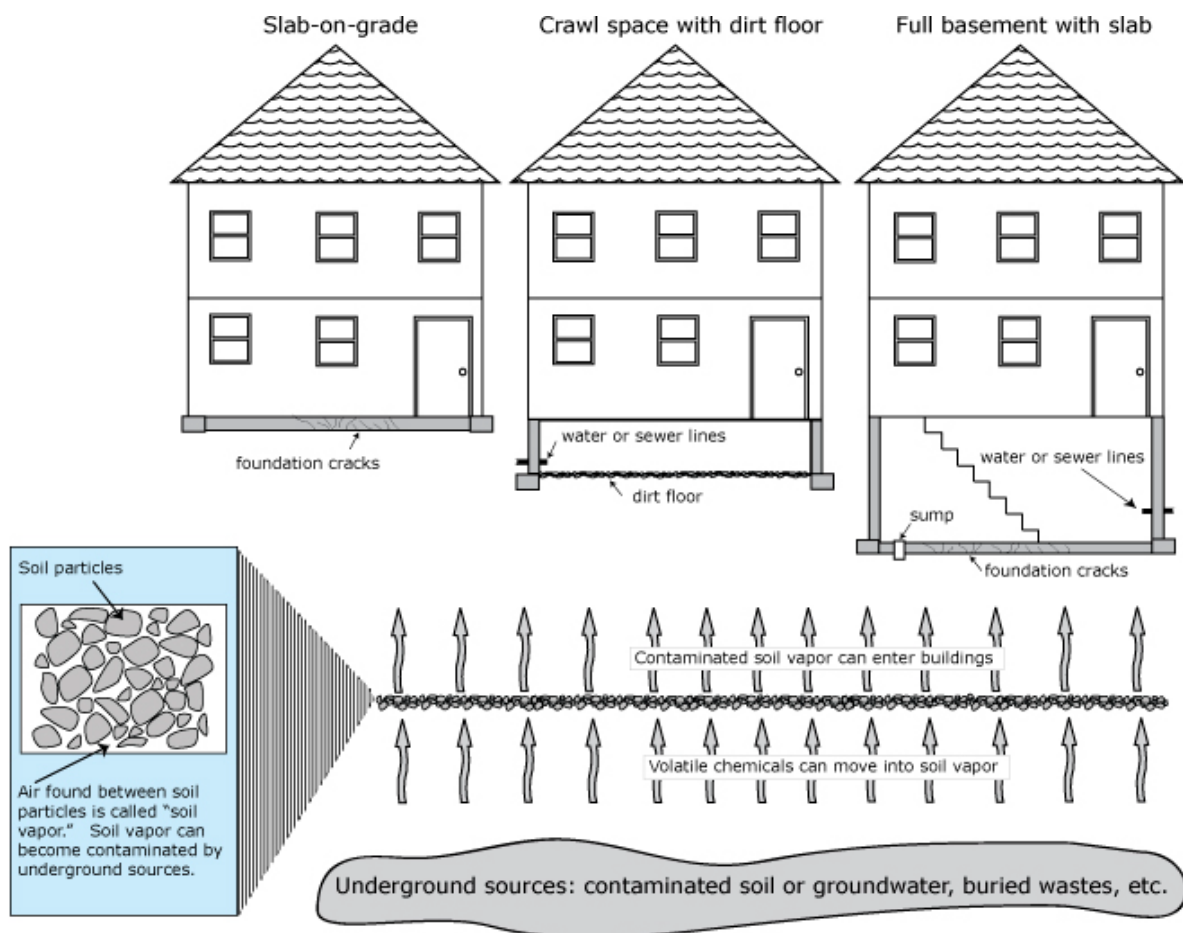 Slab-on-grade
Crawl space with dirt floor
Full basement with slab
foundation cracks
water or sewer lines
dirt floor
water or sewer lines
sump
foundation cracks
Soil particles
Air found between soil
particles is called “soil
vapor.” Soil vapor can
become contaminated by
underground sources.
Contaminated soil vapor can enter buildings
Volatile chemicals can move into soil vapor
Underground sources: contaminated soil or groundwater, buried wastes, etc.